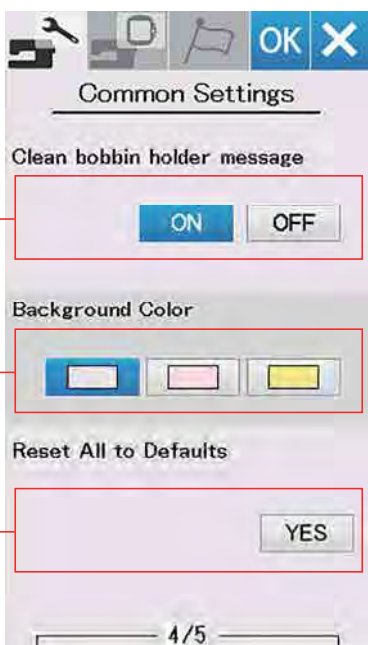 OK X
Common Settings
Clean bobbin holder message
ON OFF
Background Color
Reset All to Defaults
YES
4/5